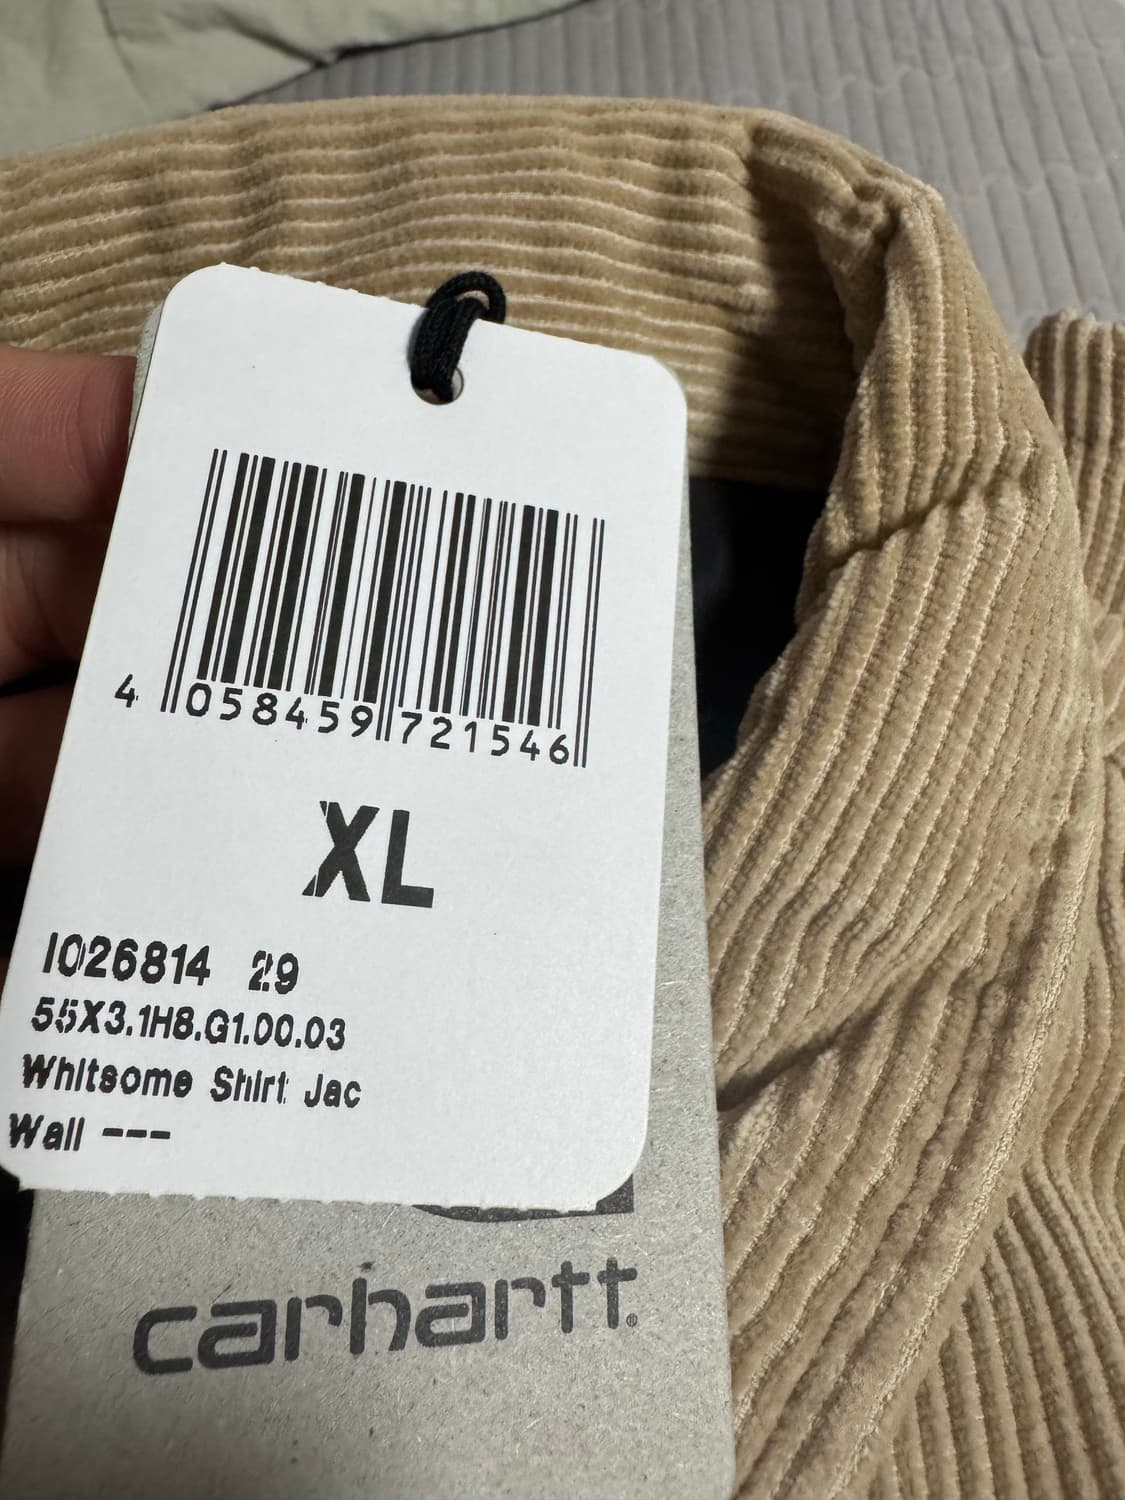 4 058459 721546
XL
I026814 29
55X3.1H8.G1.00.03
Whitsome Shirt Jac
Wall ---
carhartt®